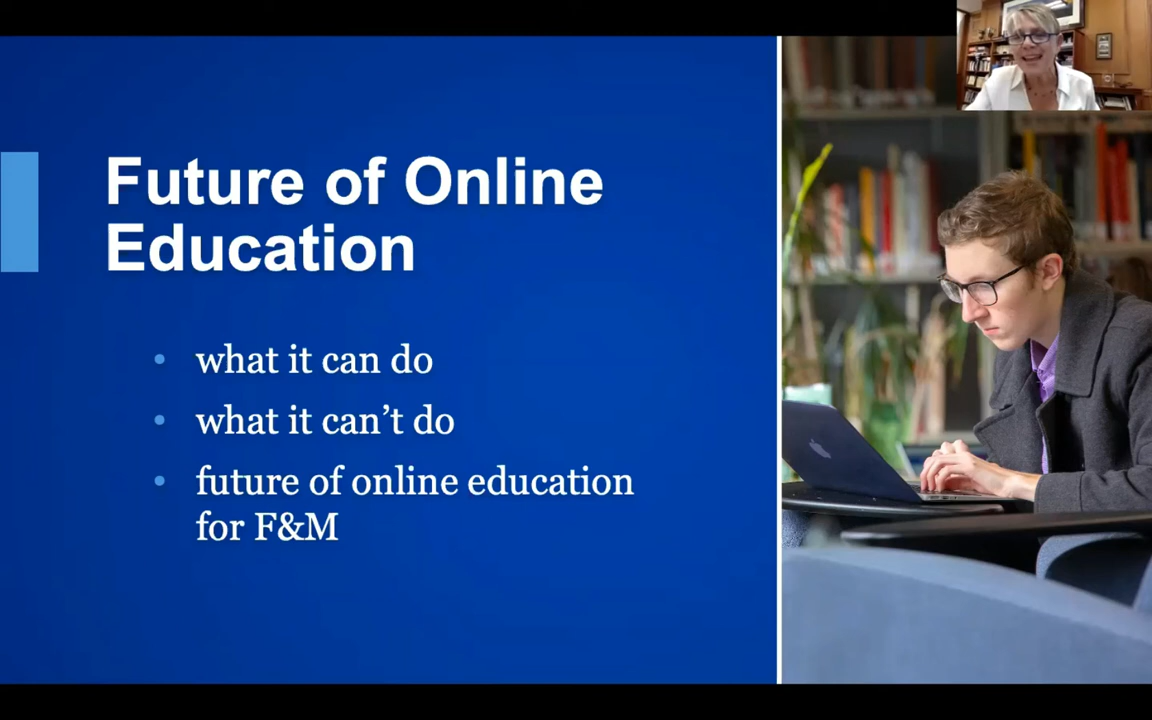 Future of Online
Education
• what it can do
• what it can’t do
• future of online education
for F&M